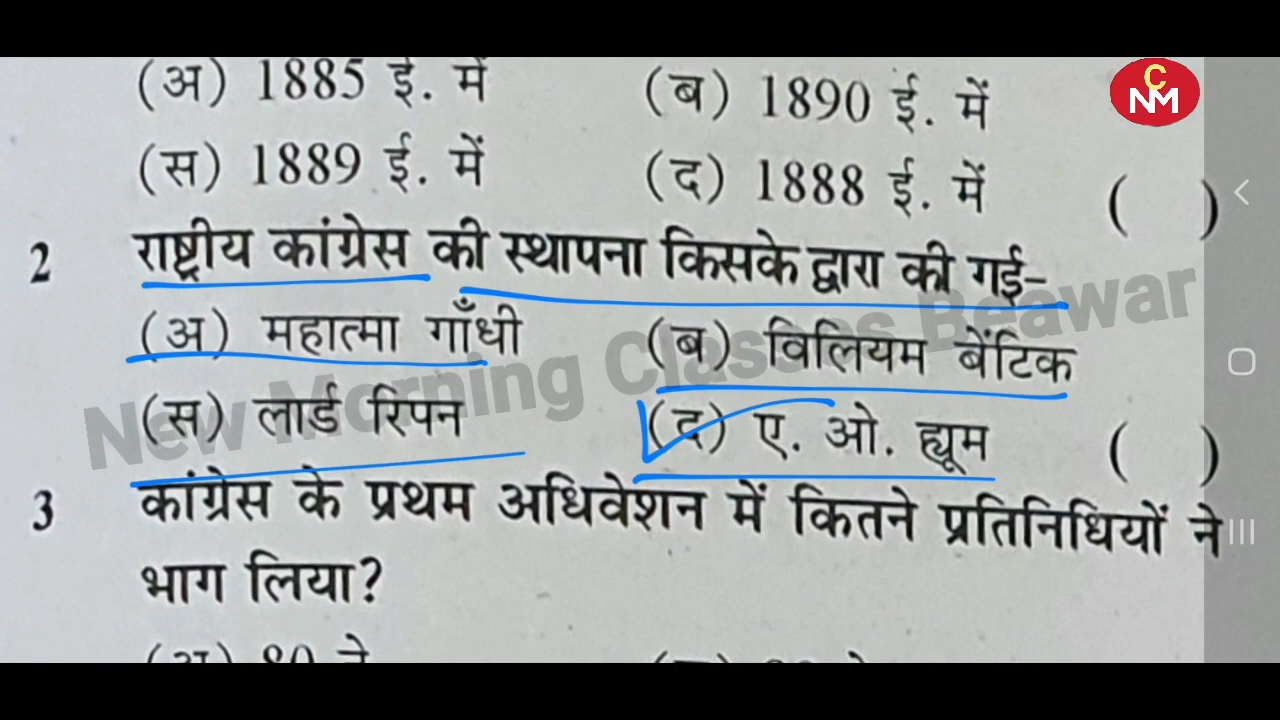 C
NM
(अ) 1885 ई. में (ब) 1890 ई. में
(स) 1889 ई. में (द) 1888 ई. में ( )
2 राष्ट्रीय कांग्रेस की स्थापना किसके द्वारा की गई-
(अ) महात्मा गाँधी (ब) विलियम बेंटिक
(स) लार्ड रिपन (द) ए. ओ. ह्यूम ( )
New Morning Classes Beawar
3 कांग्रेस के प्रथम अधिवेशन में कितने प्रतिनिधियों ने
भाग लिया?